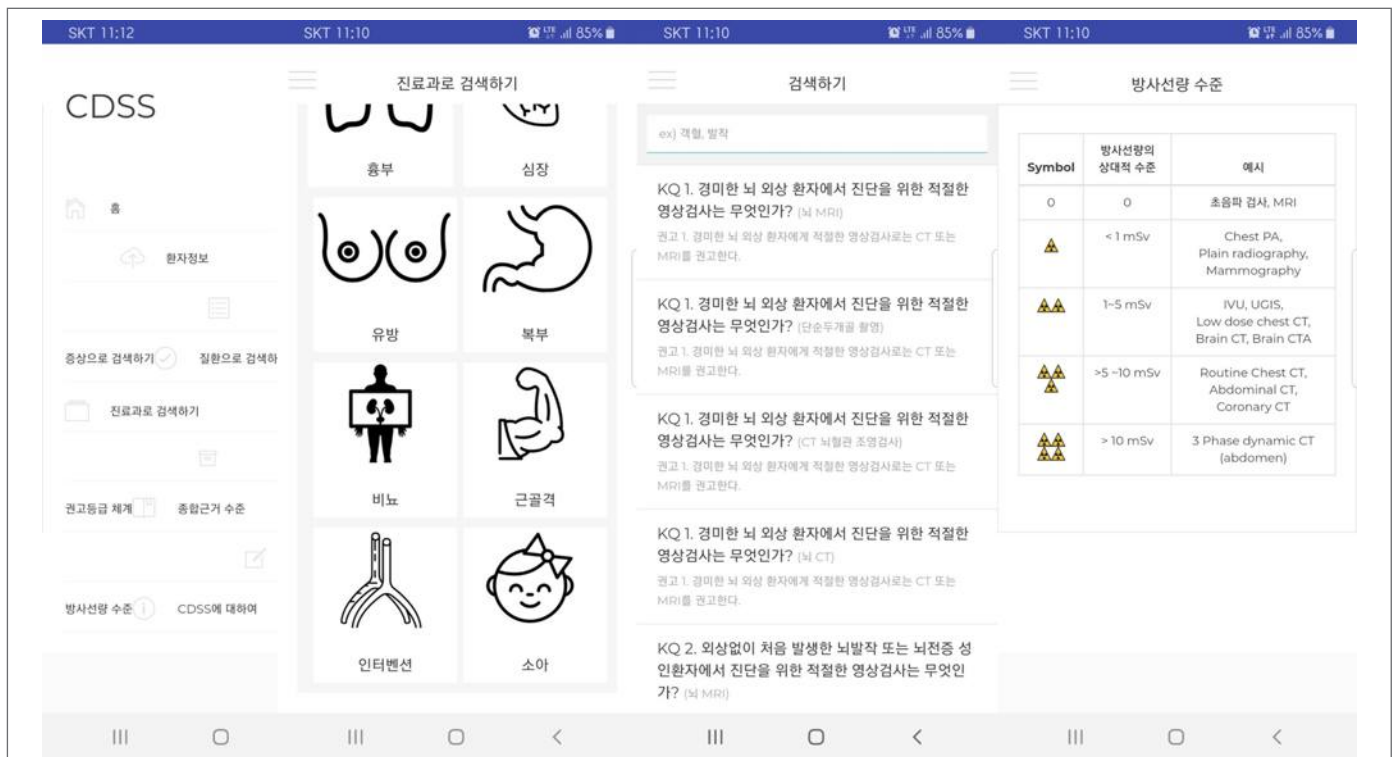 SKT 11:12
CDSS
홈
환자정보
증상으로 검색하기
질환으로 검색하
진료과로 검색하기
권고등급 체계
종합근거 수준
방사선량 수준
CDSS에 대하여
SKT 11:10
LTE 85%
진료과로 검색하기
흉부
심장
유방
복부
비뇨
근골격
인터벤션
소아
SKT 11:10
LTE 85%
검색하기
ex) 객혈, 발작
KQ 1. 경미한 뇌 외상 환자에서 진단을 위한 적절한
영상검사는 무엇인가? (뇌 MRI)
권고 1. 경미한 뇌 외상 환자에게 적절한 영상검사로는 CT 또는
MRI를 권고한다.
KQ 1. 경미한 뇌 외상 환자에서 진단을 위한 적절한
영상검사는 무엇인가? (단순두개골 촬영)
권고 1. 경미한 뇌 외상 환자에게 적절한 영상검사로는 CT 또는
MRI를 권고한다.
KQ 1. 경미한 뇌 외상 환자에서 진단을 위한 적절한
영상검사는 무엇인가? (CT 뇌혈관 조영검사)
권고 1. 경미한 뇌 외상 환자에게 적절한 영상검사로는 CT 또는
MRI를 권고한다.
KQ 1. 경미한 뇌 외상 환자에서 진단을 위한 적절한
영상검사는 무엇인가? (뇌 CT)
권고 1. 경미한 뇌 외상 환자에게 적절한 영상검사로는 CT 또는
MRI를 권고한다.
KQ 2. 외상없이 처음 발생한 뇌발작 또는 뇌전증 성
인환자에서 진단을 위한 적절한 영상검사는 무엇인
가? (뇌 MRI)
SKT 11:10
LTE 85%
방사선량 수준
Symbol
방사선량의
상대적 수준
예시
0
0
초음파 검사, MRI
< 1 mSv
Chest PA,
Plain radiography,
Mammography
1~5 mSv
IVU, UGIS,
Low dose chest CT,
Brain CT, Brain CTA
>5 ~10 mSv
Routine Chest CT,
Abdominal CT,
Coronary CT
> 10 mSv
3 Phase dynamic CT
(abdomen)